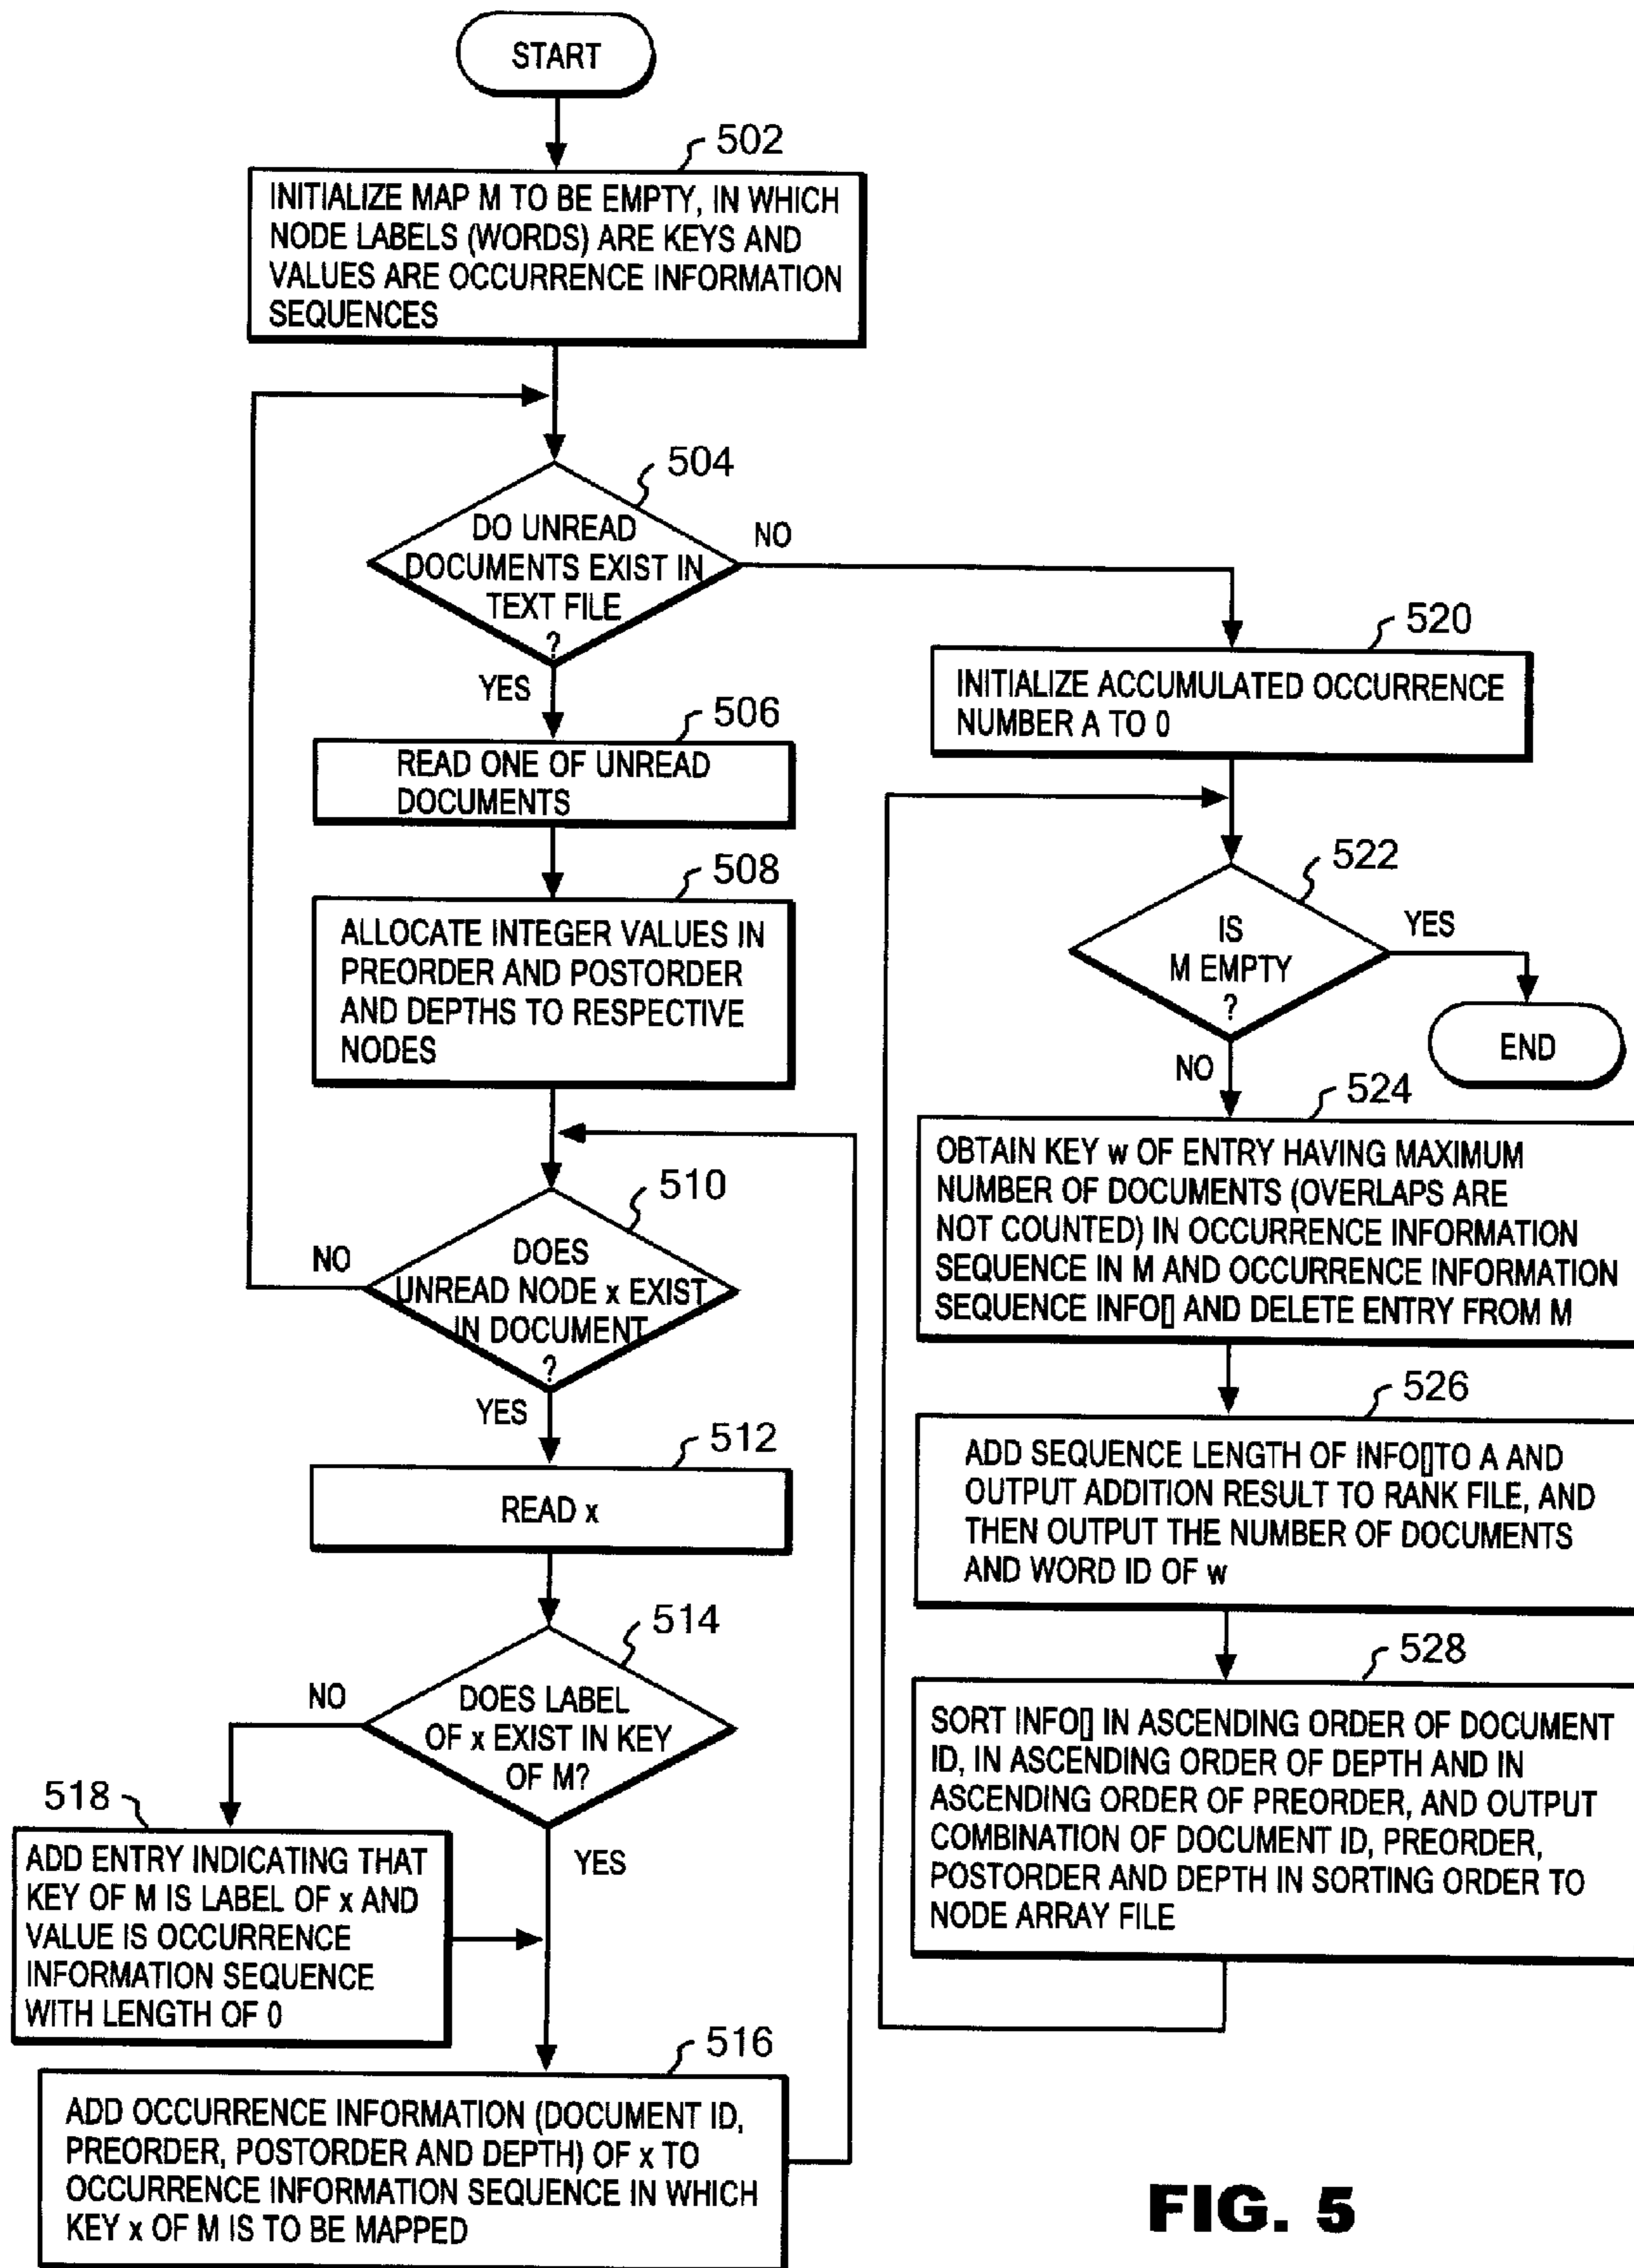 START
502
INITIALIZE MAP M TO BE EMPTY, IN WHICH
NODE LABELS (WORDS) ARE KEYS AND
VALUES ARE OCCURRENCE INFORMATION
SEQUENCES
504
DO UNREAD
DOCUMENTS EXIST IN
TEXT FILE
?
NO
YES
506
READ ONE OF UNREAD
DOCUMENTS
508
ALLOCATE INTEGER VALUES IN
PREORDER AND POSTORDER
AND DEPTHS TO RESPECTIVE
NODES
510
DOES
UNREAD NODE x EXIST
IN DOCUMENT
?
NO
YES
512
READ x
514
DOES LABEL
OF x EXIST IN KEY
OF M?
NO
YES
518
ADD ENTRY INDICATING THAT
KEY OF M IS LABEL OF x AND
VALUE IS OCCURRENCE
INFORMATION SEQUENCE
WITH LENGTH OF 0
516
ADD OCCURRENCE INFORMATION (DOCUMENT ID,
PREORDER, POSTORDER AND DEPTH) OF x TO
OCCURRENCE INFORMATION SEQUENCE IN WHICH
KEY x OF M IS TO BE MAPPED
520
INITIALIZE ACCUMULATED OCCURRENCE
NUMBER A TO 0
522
IS
M EMPTY
?
YES
END
NO
524
OBTAIN KEY w OF ENTRY HAVING MAXIMUM
NUMBER OF DOCUMENTS (OVERLAPS ARE
NOT COUNTED) IN OCCURRENCE INFORMATION
SEQUENCE IN M AND OCCURRENCE INFORMATION
SEQUENCE INFO[] AND DELETE ENTRY FROM M
526
ADD SEQUENCE LENGTH OF INFO[]TO A AND
OUTPUT ADDITION RESULT TO RANK FILE, AND
THEN OUTPUT THE NUMBER OF DOCUMENTS
AND WORD ID OF w
528
SORT INFO[] IN ASCENDING ORDER OF DOCUMENT
ID, IN ASCENDING ORDER OF DEPTH AND IN
ASCENDING ORDER OF PREORDER, AND OUTPUT
COMBINATION OF DOCUMENT ID, PREORDER,
POSTORDER AND DEPTH IN SORTING ORDER TO
NODE ARRAY FILE
FIG. 5